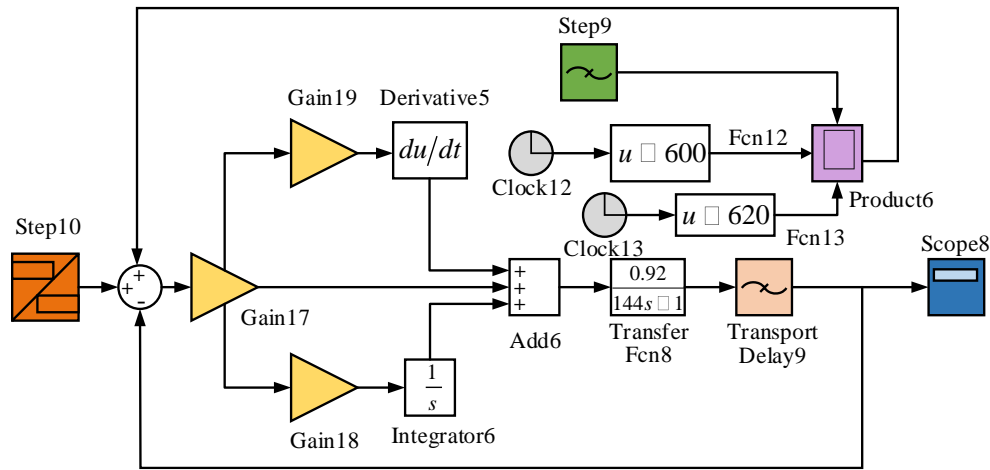 Step9
Gain19
Derivative5
du/dt
u □ 600
Fcn12
Clock12
Product6
u □ 620
Fcn13
Clock13
Step10
Scope8
+
+
-
Gain17
+
+
+
Add6
0.92
144s □ 1
Transfer
Fcn8
Transport
Delay9
1
s
Gain18
Integrator6